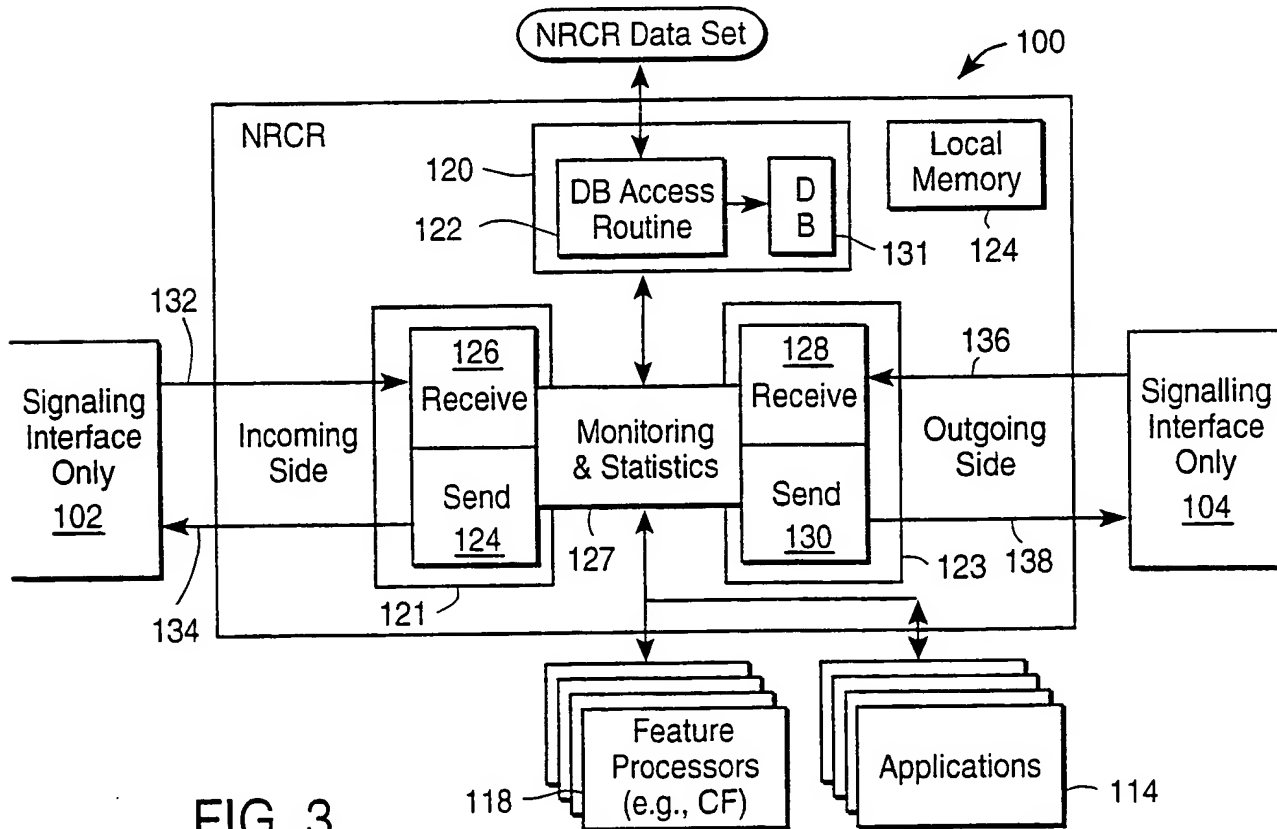 NRCR Data Set
100
NRCR
120
DB Access
Routine
122
D
B
131
Local
Memory
124
132
Signaling
Interface
Only
102
134
Incoming
Side
126
Receive
Send
124
121
Monitoring
& Statistics
127
128
Receive
Send
130
123
Outgoing
Side
136
138
Signalling
Interface
Only
104
Feature
Processors
(e.g., CF)
118
Applications
114
FIG. 3